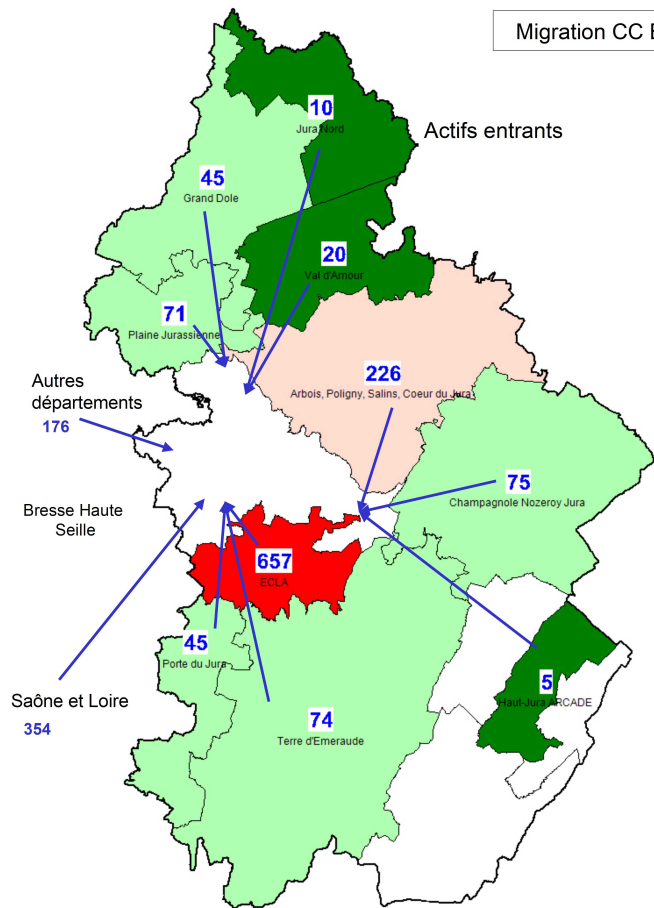 Migration CC B
10
Jura Nord
Actifs entrants
45
Grand Dole
20
Val d'Amour
71
Plaine Jurassienne
226
Arbois, Poligny, Salins, Coeur du Jura
Autres
départements
176
75
Champagnole Nozeroy Jura
Bresse Haute
Seille
657
ECLA
45
Porte du Jura
5
Haut-Jura ARCADE
Saône et Loire
354
74
Terre d'Emeraude